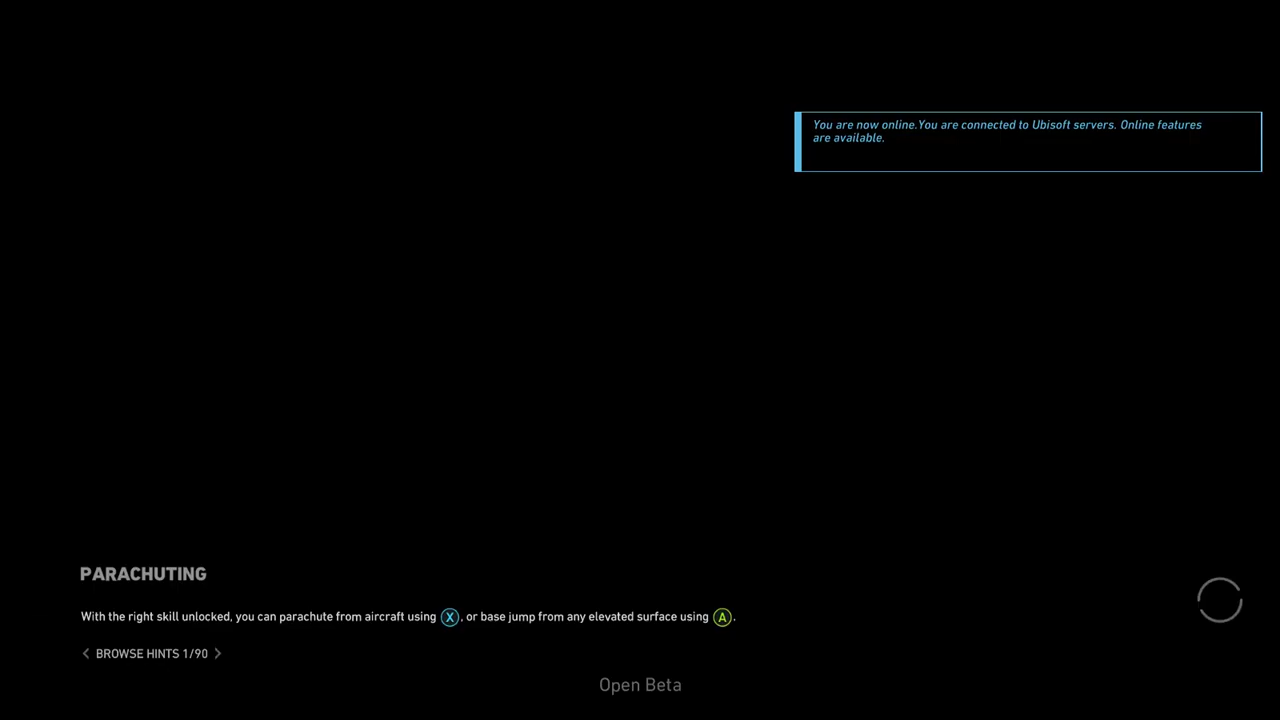 You are now online.You are connected to Ubisoft servers. Online features
are available.
PARACHUTING
With the right skill unlocked, you can parachute from aircraft using X, or base jump from any elevated surface using A.
< BROWSE HINTS 1/90 >
Open Beta